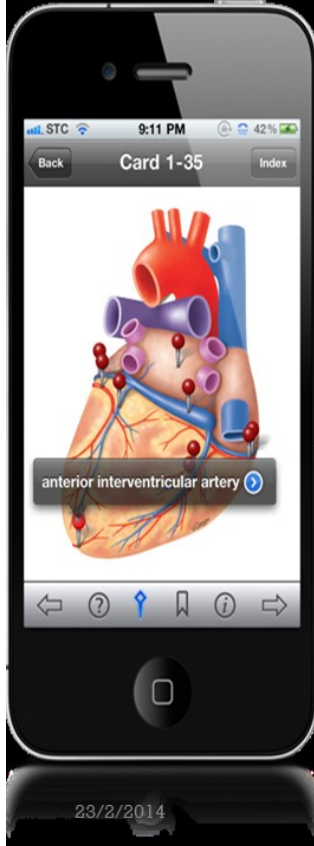 STC 9:11 PM 42%
Back Card 1-35 Index
anterior interventricular artery
23/2/2014